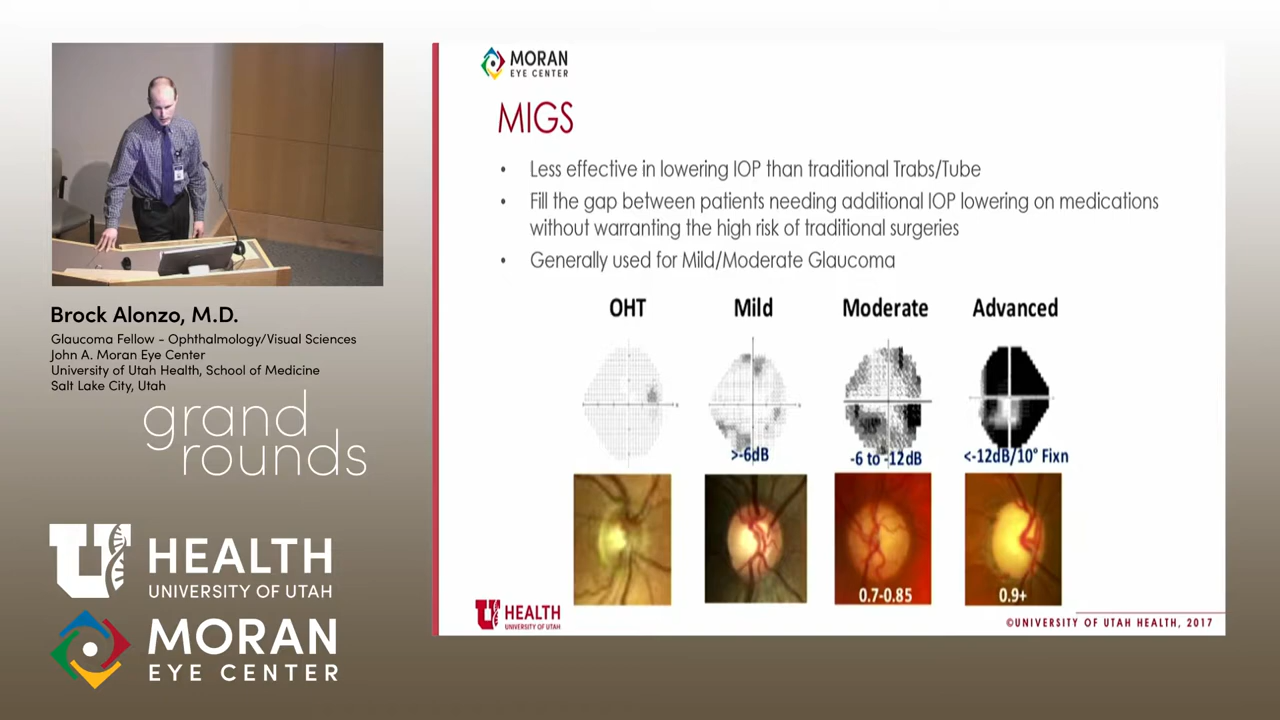 MORAN
EYE CENTER
MIGS
• Less effective in lowering IOP than traditional Trabs/Tube
• Fill the gap between patients needing additional IOP lowering on medications
without warranting the high risk of traditional surgeries
• Generally used for Mild/Moderate Glaucoma
OHT Mild Moderate Advanced
>-6dB -6 to -12dB <-12dB/10° Fixn
0.7-0.85 0.9+
U HEALTH
UNIVERSITY OF UTAH
©UNIVERSITY OF UTAH HEALTH, 2017
Brock Alonzo, M.D.
Glaucoma Fellow - Ophthalmology/Visual Sciences
John A. Moran Eye Center
University of Utah Health, School of Medicine
Salt Lake City, Utah
grand
rounds
U HEALTH
UNIVERSITY OF UTAH
MORAN
EYE CENTER